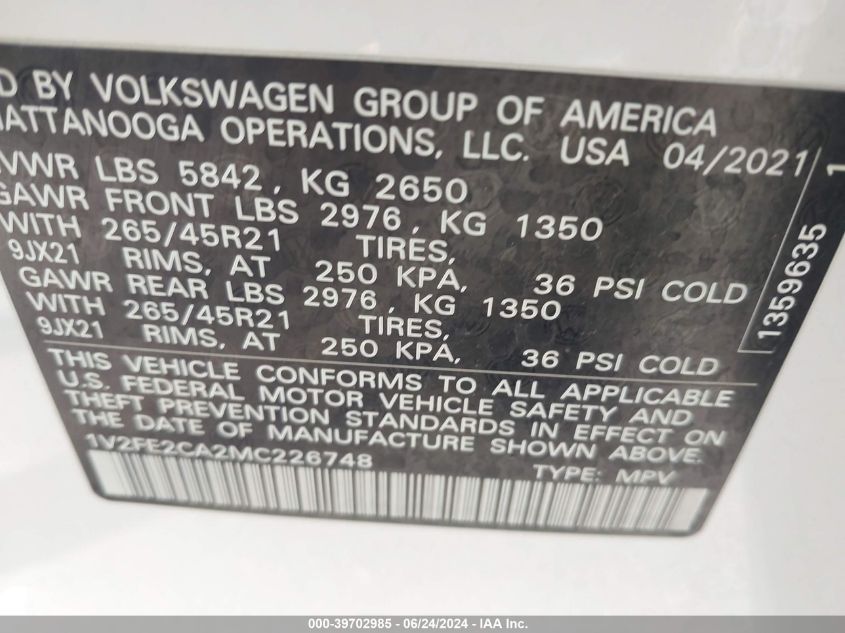 D BY VOLKSWAGEN GROUP OF AMERICA
ATTANOOGA OPERATIONS, LLC. USA 04/2021
VWR LBS 5842, KG 2650
GAWR FRONT LBS 2976, KG 1350
WITH 265/45R21 TIRES,
9JX21 RIMS, AT 250 KPA, 36 PSI COLD
GAWR REAR LBS 2976, KG 1350
WITH 265/45R21 TIRES,
9JX21 RIMS, AT 250 KPA, 36 PSI COLD
THIS VEHICLE CONFORMS TO ALL APPLICABLE
U.S. FEDERAL MOTOR VEHICLE SAFETY AND
THEFT PREVENTION STANDARDS IN EFFECT ON
THE DATE OF MANUFACTURE SHOWN ABOVE.
1V2FE2CA2MC226748 TYPE: MPV
1359635 1
000-39702985 - 06/24/2024 - IAA Inc.